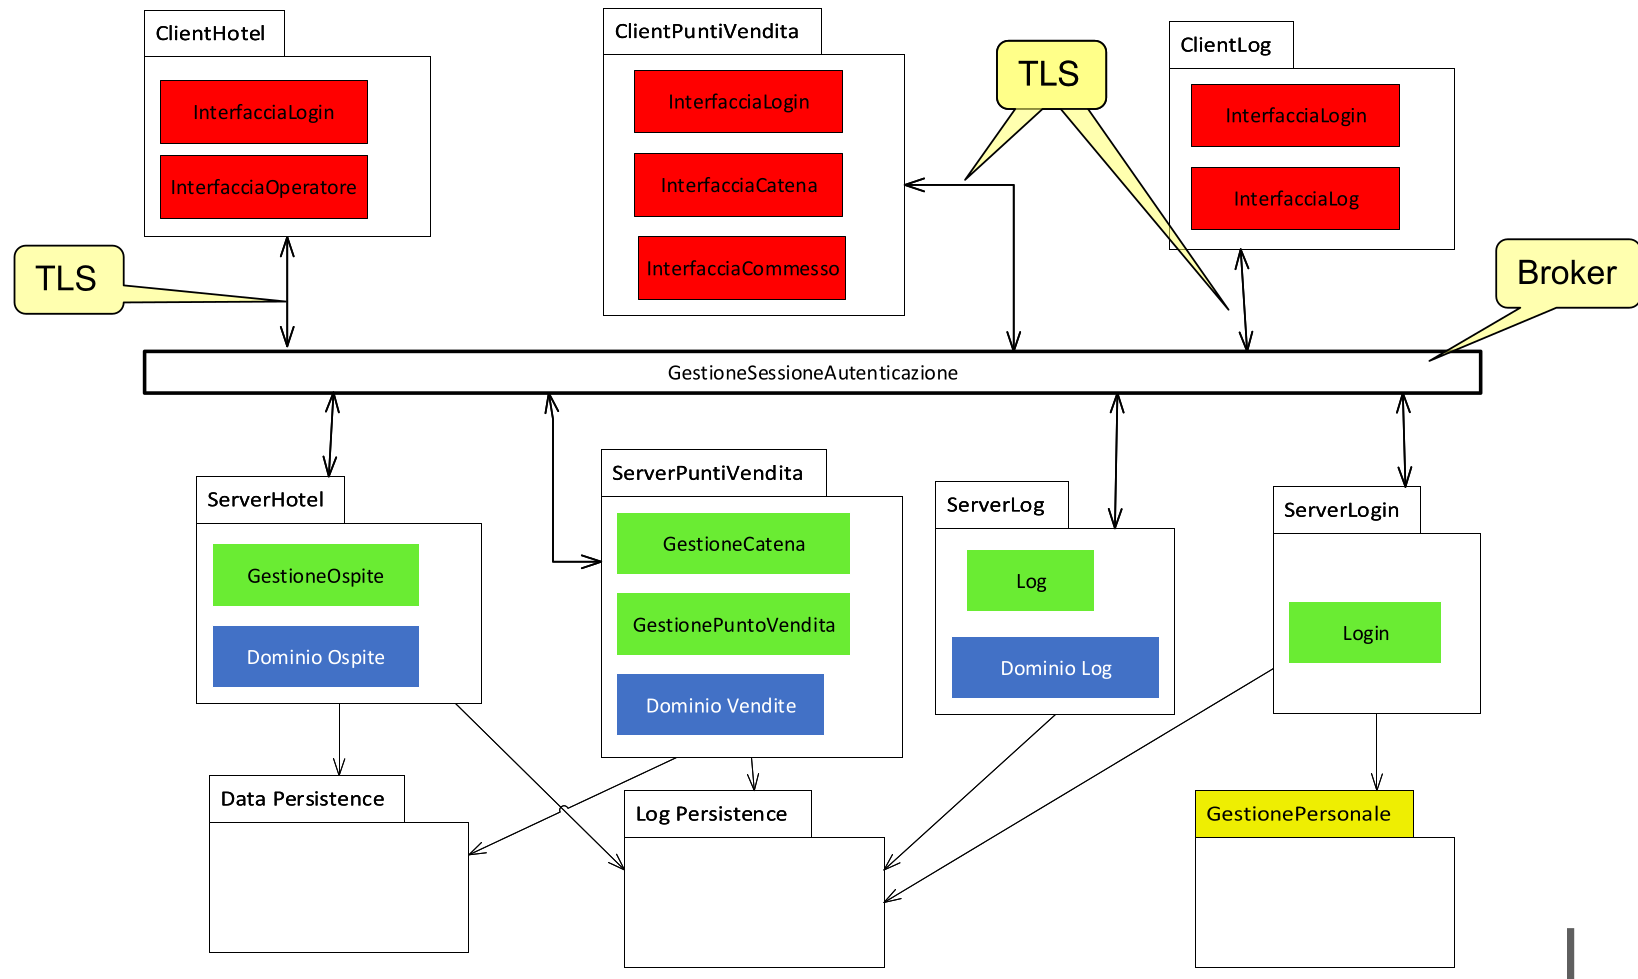 ClientHotel
InterfacciaLogin
InterfacciaOperatore
ClientPuntiVendita
InterfacciaLogin
InterfacciaCatena
InterfacciaCommesso
TLS
ClientLog
InterfacciaLogin
InterfacciaLog
TLS
Broker
GestioneSessioneAutenticazione
ServerHotel
GestioneOspite
Dominio Ospite
ServerPuntiVendita
GestioneCatena
GestionePuntoVendita
Dominio Vendite
ServerLog
Log
Dominio Log
ServerLogin
Login
Data Persistence
Log Persistence
GestionePersonale